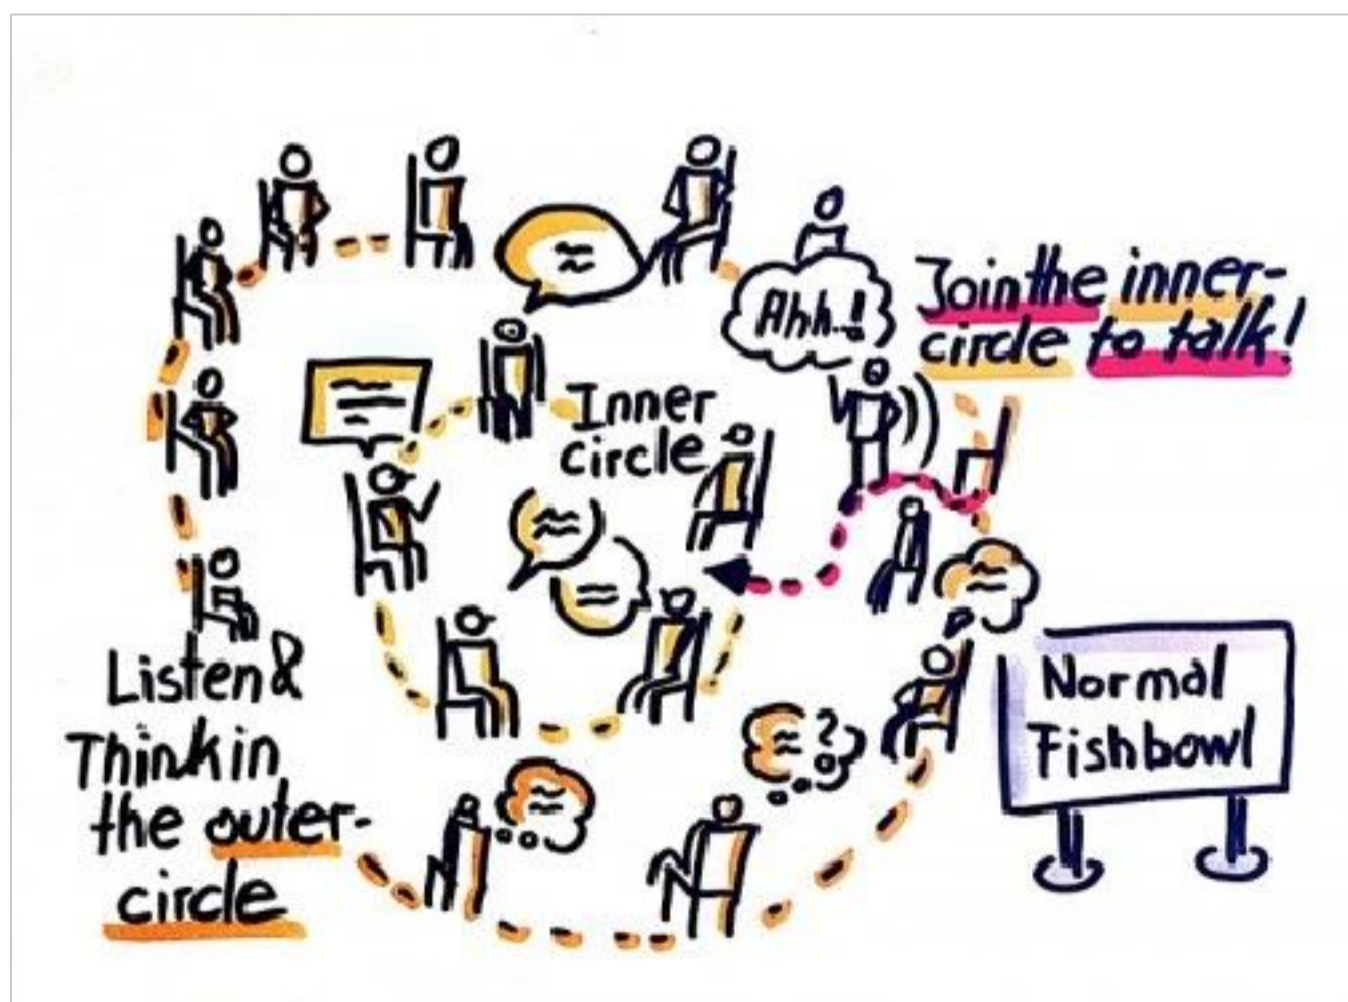 Ahh..!
Join the inner-
circle to talk!
Inner
circle
?
Listen &
Think in
the outer-
circle
Normal
Fishbowl